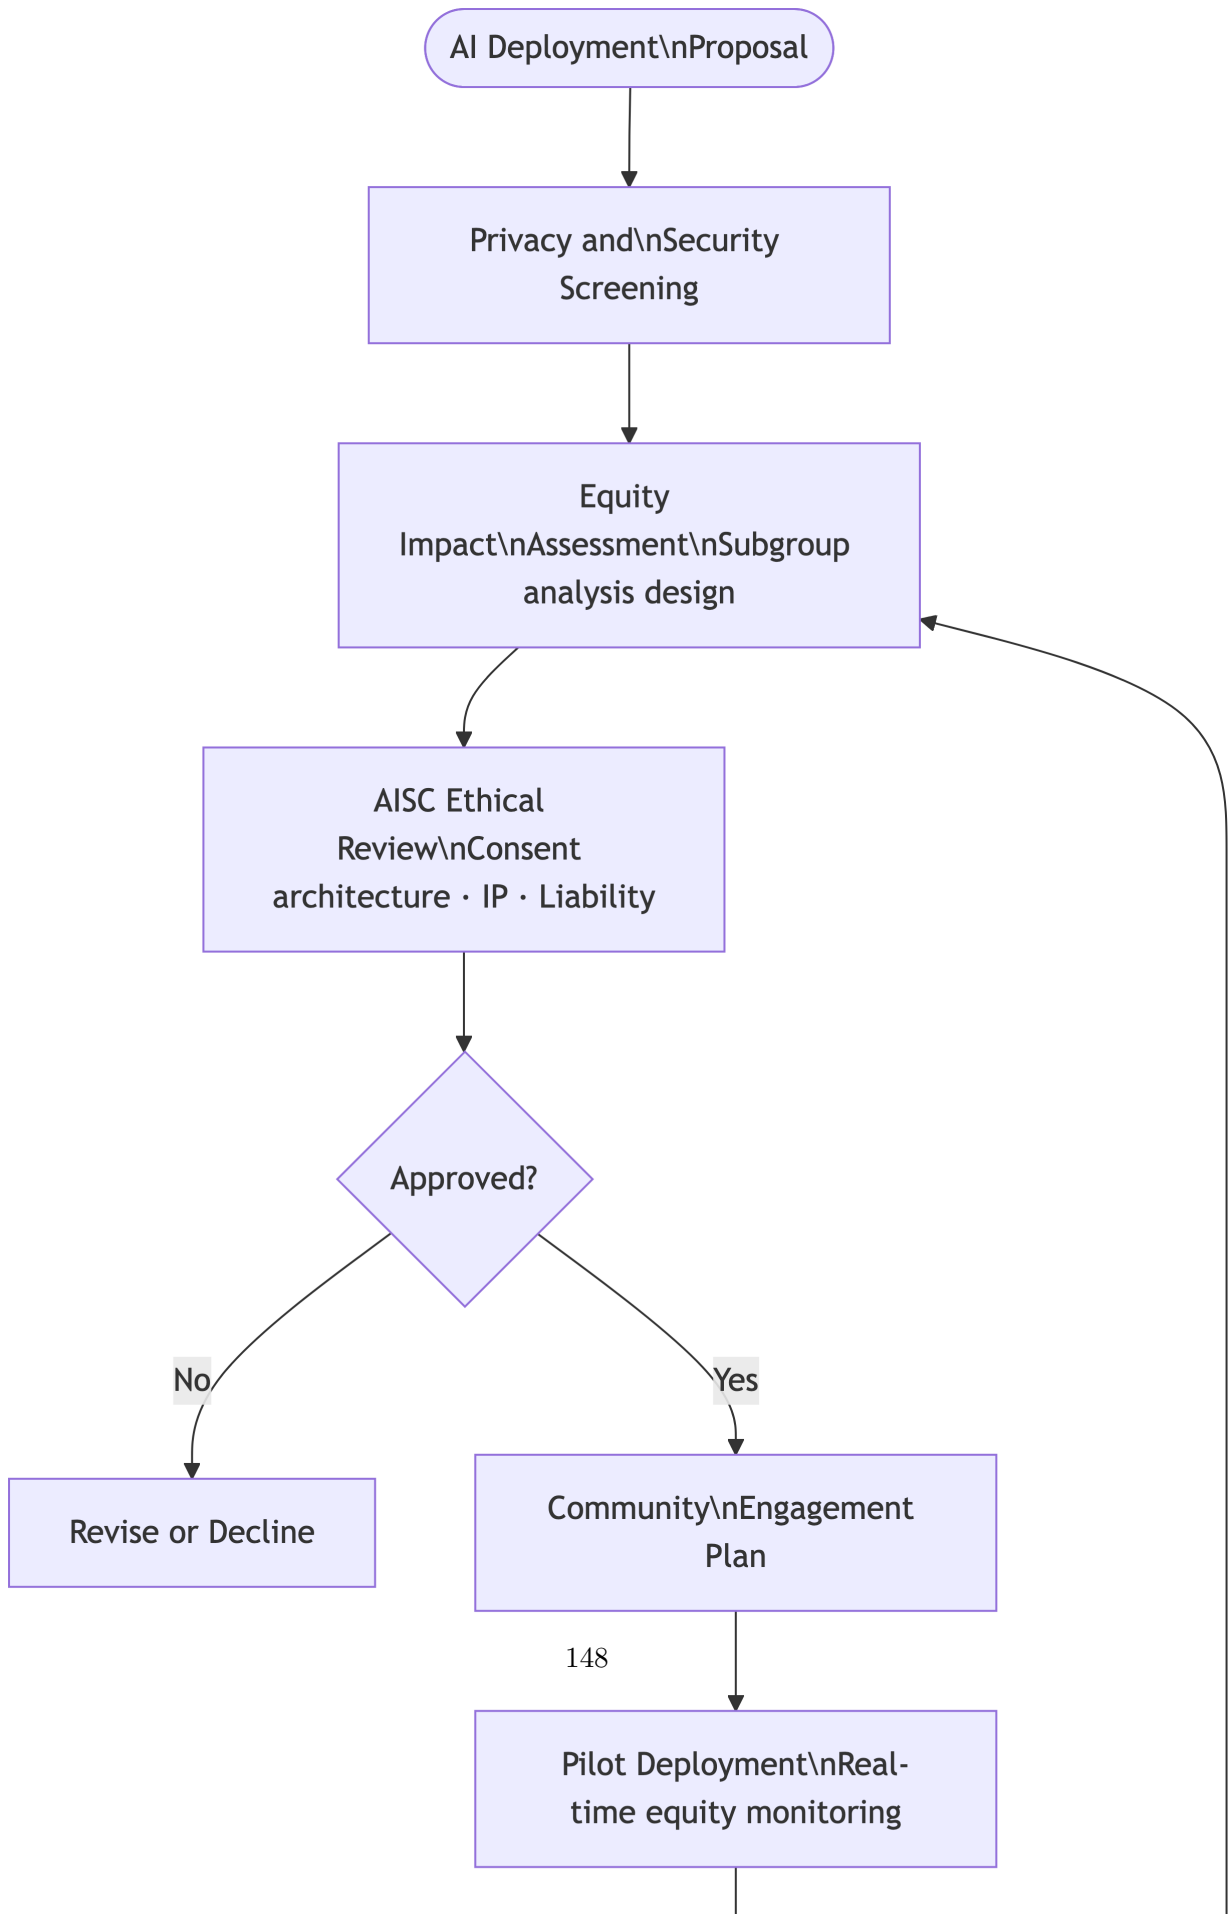 AI Deployment\nProposal
Privacy and\nSecurity
Screening
Equity
Impact\nAssessment\nSubgroup
analysis design
AISC Ethical
Review\nConsent
architecture · IP · Liability
Approved?
No
Yes
Revise or Decline
Community\nEngagement
Plan
148
Pilot Deployment\nReal-
time equity monitoring